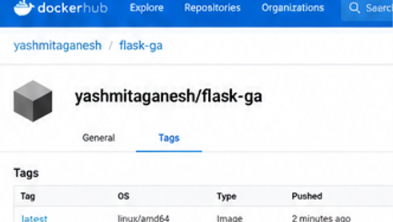 dockerhub Explore Repositories Organizations Search
yashmitaganesh / flask-ga
yashmitaganesh/flask-ga
General Tags
Tags
Tag OS Type Pushed
latest linux/amd64 Image 2 minutes ago